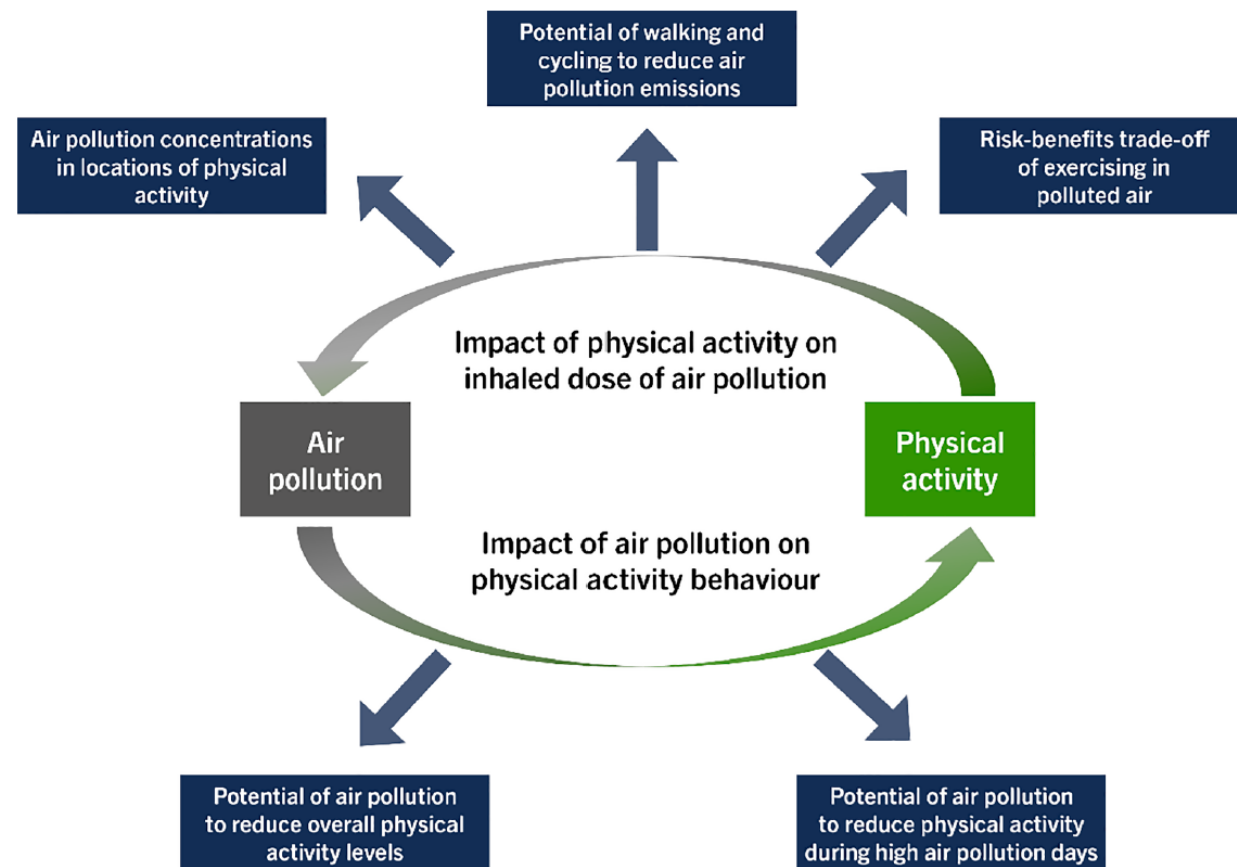 Potential of walking and
cycling to reduce air
pollution emissions
Air pollution concentrations
in locations of physical
activity
Risk-benefits trade-off
of exercising in
polluted air
Impact of physical activity on
inhaled dose of air pollution
Air
pollution
Physical
activity
Impact of air pollution on
physical activity behaviour
Potential of air pollution
to reduce overall physical
activity levels
Potential of air pollution
to reduce physical activity
during high air pollution days